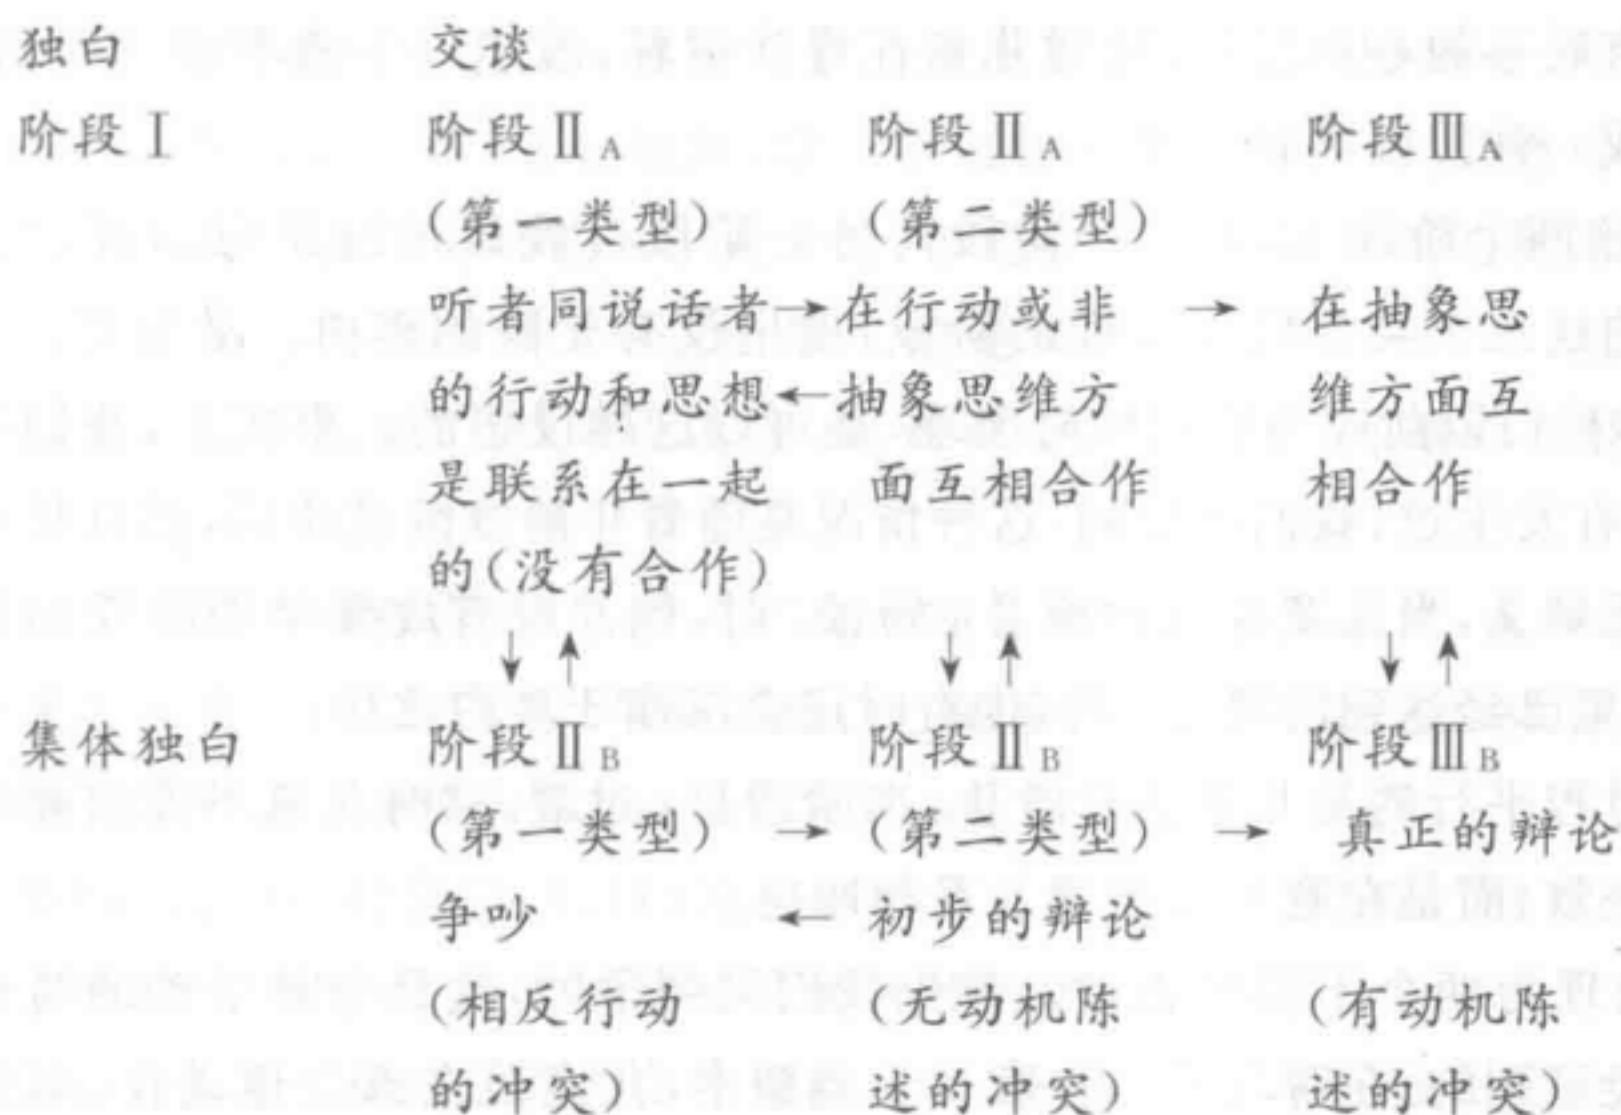 独白 交谈
阶段Ⅰ 阶段ⅡA 阶段ⅡA 阶段ⅢA
(第一类型) (第二类型)
听者同说话者→在行动或非 → 在抽象思
的行动和思想←抽象思维方 维方面互
是联系在一起 面互相合作 相合作
的(没有合作)
↓↑ ↓↑ ↓↑
集体独白 阶段ⅡB 阶段ⅡB 阶段ⅢB
(第一类型) → (第二类型) → 真正的辩论
争吵 ← 初步的辩论
(相反行动 (无动机陈 (有动机陈
的冲突) 述的冲突) 述的冲突)